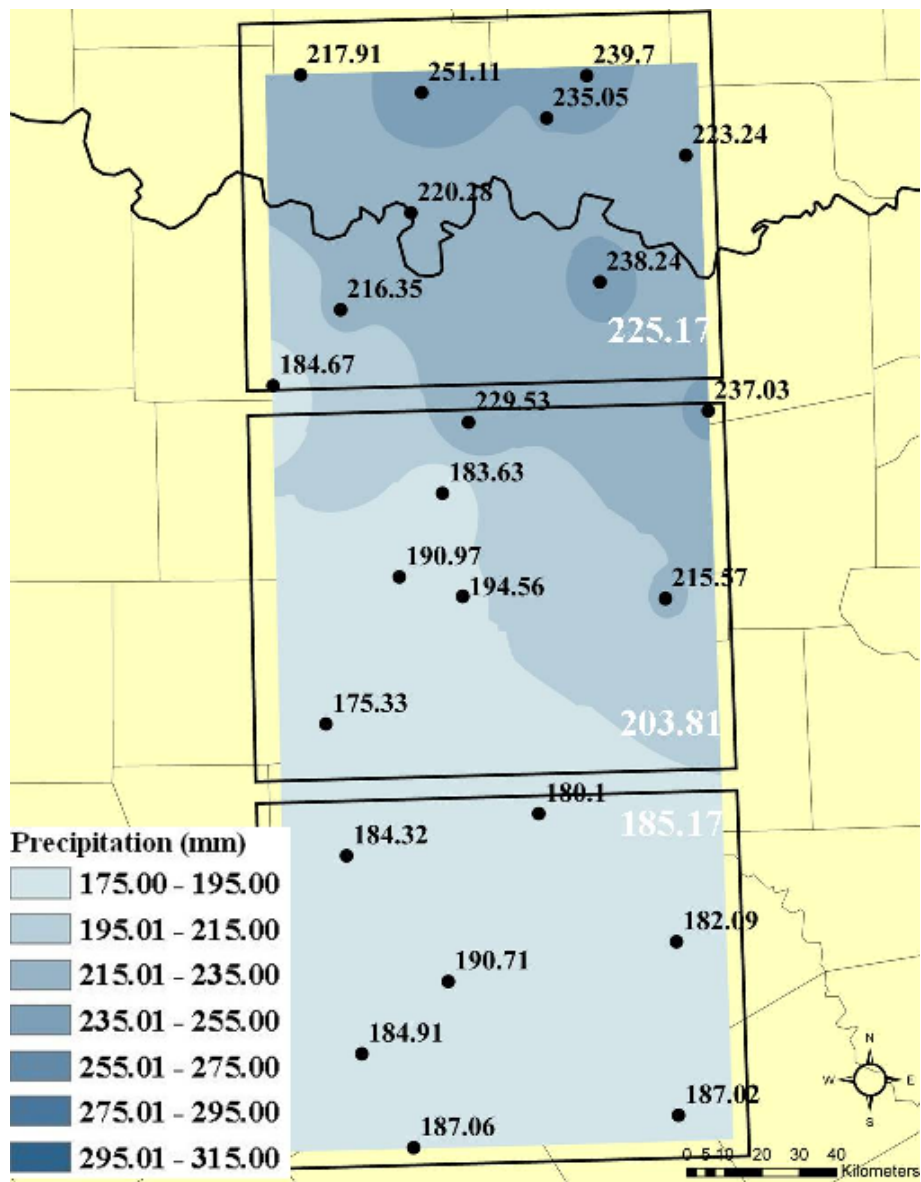 217.91
239.7
251.11
235.05
223.24
220.28
238.24
216.35
225.17
184.67
237.03
229.53
183.63
190.97
194.56
215.57
175.33
203.81
180.1
185.17
184.32
182.09
190.71
184.91
187.02
187.06
Precipitation (mm)
175.00 - 195.00
195.01 - 215.00
215.01 - 235.00
235.01 - 255.00
255.01 - 275.00
275.01 - 295.00
295.01 - 315.00
N
W E
S
0 5 10 20 30 40
Kilometers